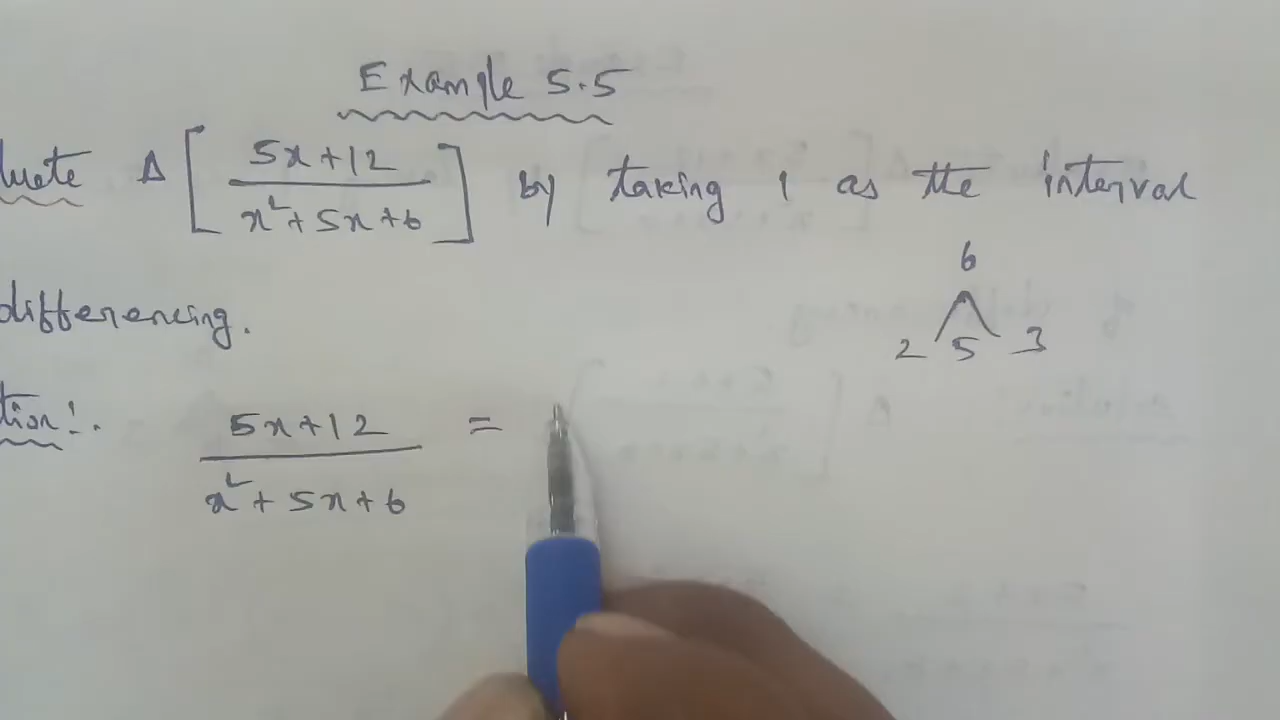 Example 5.5
luate Δ [ 5x+12 / x²+5x+6 ] by taking 1 as the interval
6
differencing.
2 5 3
tion:. 5x+12 / x²+5x+6 =